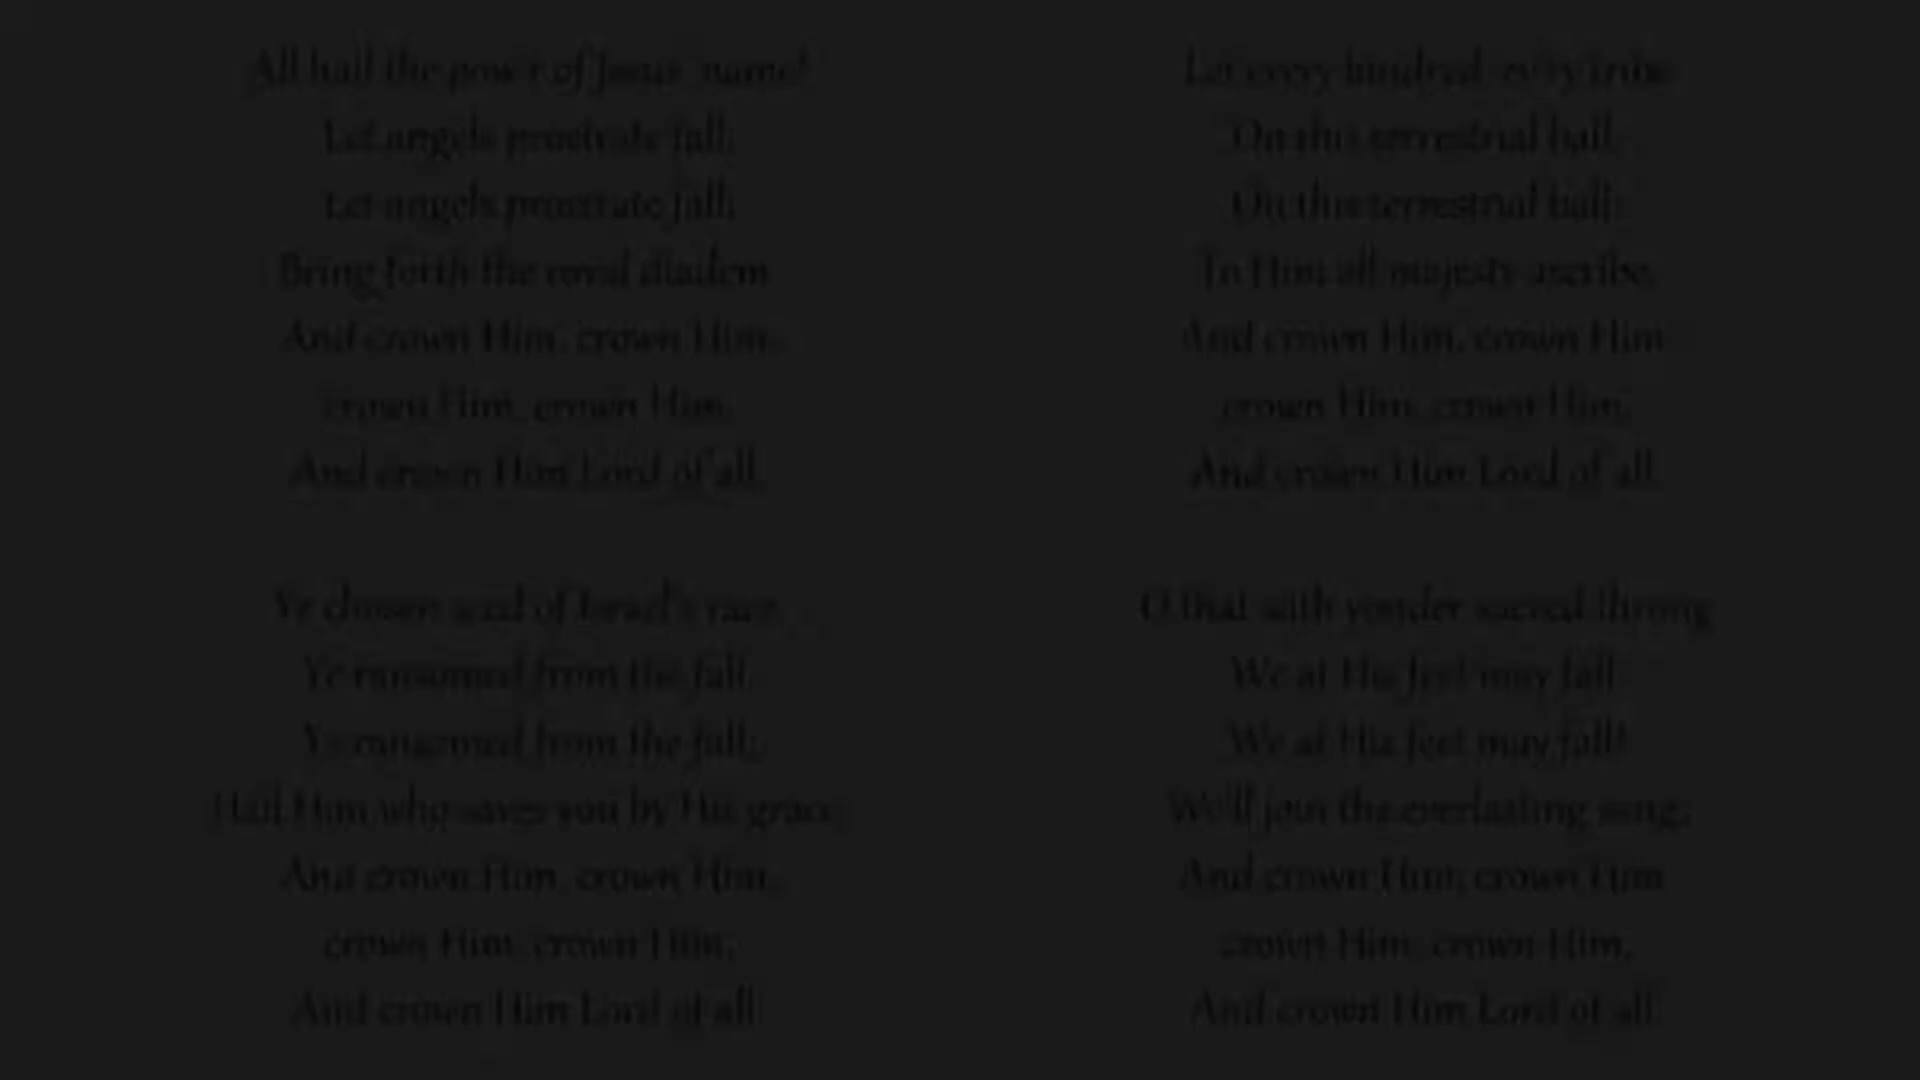 All hail the pow'r of Jesus' name!
Let angels prostrate fall,
Let angels prostrate fall;
Bring forth the royal diadem
And crown Him, crown Him,
crown Him, crown Him,
And crown Him Lord of all.
Ye chosen seed of Israel's race
Ye ransomed from the fall,
Ye ransomed from the fall;
Hail Him who saves you by His grace
And crown Him, crown Him,
crown Him, crown Him,
And crown Him Lord of all.
Let every kindred, every tribe
On this terrestrial ball,
On this terrestrial ball;
To Him all majesty ascribe,
And crown Him, crown Him
crown Him, crown Him,
And crown Him Lord of all.
O that with yonder sacred throng
We at His feet may fall
We at His feet may fall!
We'll join the everlasting song,
And crown Him, crown Him
crown Him, crown Him,
And crown Him Lord of all.